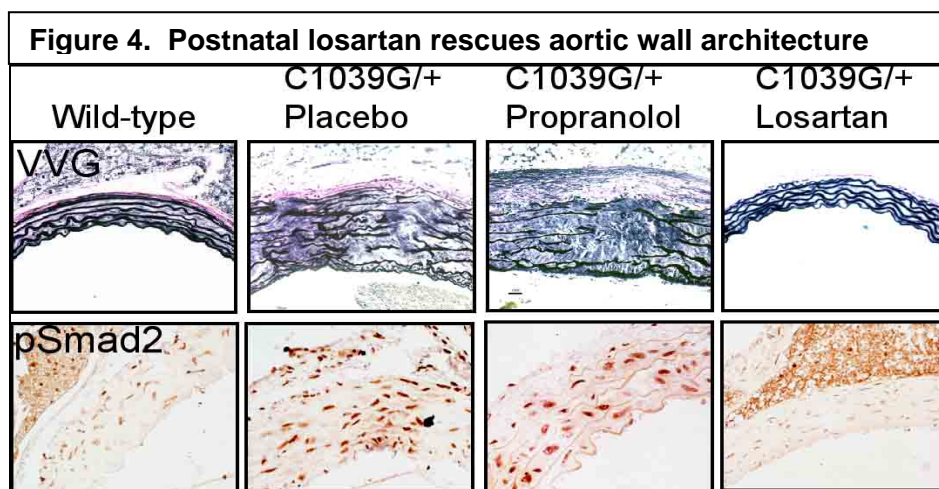 Figure 4. Postnatal losartan rescues aortic wall architecture
Wild-type
C1039G/+
Placebo
C1039G/+
Propranolol
C1039G/+
Losartan
VVG
pSmad2